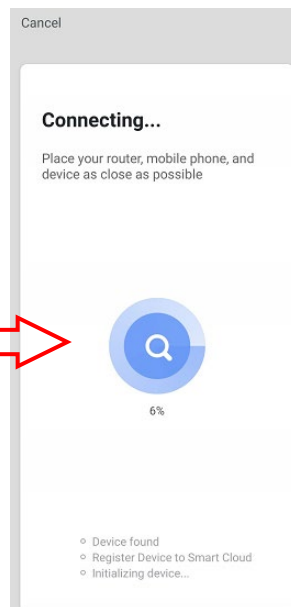 Cancel
Connecting...
Place your router, mobile phone, and
device as close as possible
6%
Device found
Register Device to Smart Cloud
Initializing device...